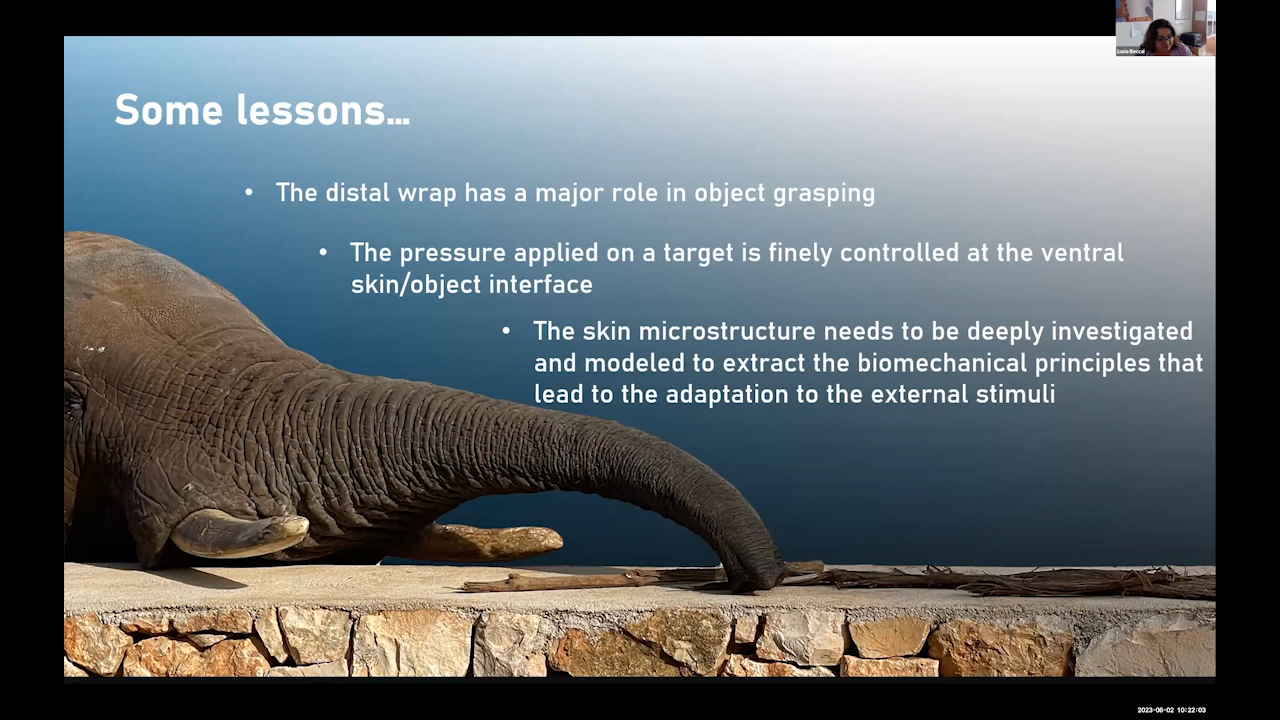 Lucia Beccai
Some lessons...
• The distal wrap has a major role in object grasping
• The pressure applied on a target is finely controlled at the ventral
skin/object interface
• The skin microstructure needs to be deeply investigated
and modeled to extract the biomechanical principles that
lead to the adaptation to the external stimuli
2023-06-02 10:22:03